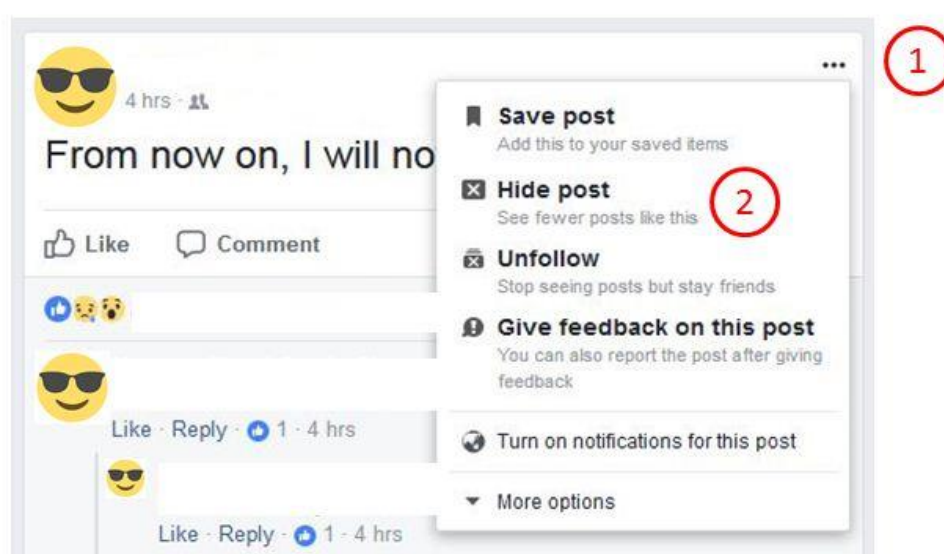 1
4 hrs ·
From now on, I will no
Save post
Add this to your saved items
Hide post
See fewer posts like this
2
Like Comment
Unfollow
Stop seeing posts but stay friends
Give feedback on this post
You can also report the post after giving
feedback
Like · Reply · 1 · 4 hrs
Turn on notifications for this post
More options
Like · Reply · 1 · 4 hrs